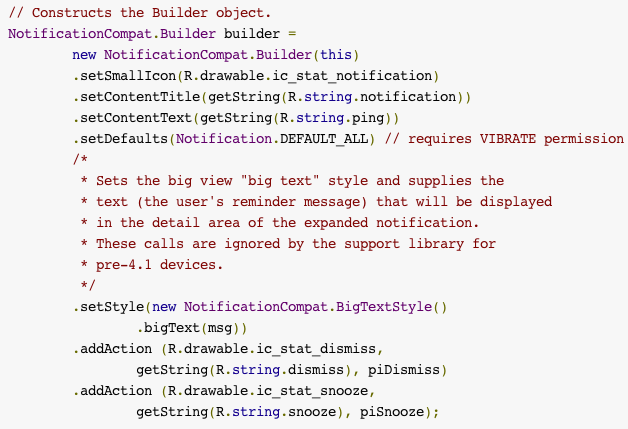 // Constructs the Builder object.
NotificationCompat.Builder builder =
        new NotificationCompat.Builder(this)
        .setSmallIcon(R.drawable.ic_stat_notification)
        .setContentTitle(getString(R.string.notification))
        .setContentText(getString(R.string.ping))
        .setDefaults(Notification.DEFAULT_ALL) // requires VIBRATE permission
        /*
         * Sets the big view "big text" style and supplies the
         * text (the user's reminder message) that will be displayed
         * in the detail area of the expanded notification.
         * These calls are ignored by the support library for
         * pre-4.1 devices.
         */
        .setStyle(new NotificationCompat.BigTextStyle()
                .bigText(msg))
        .addAction (R.drawable.ic_stat_dismiss,
                getString(R.string.dismiss), piDismiss)
        .addAction (R.drawable.ic_stat_snooze,
                getString(R.string.snooze), piSnooze);